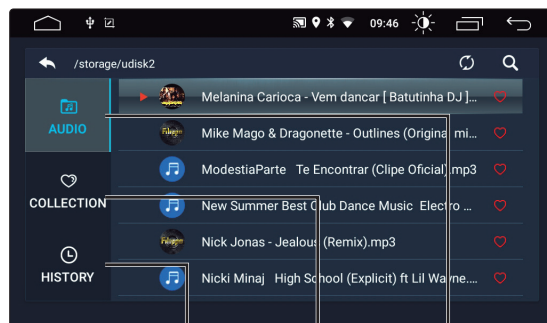 09:46
/storage/udisk2
Melanina Carioca - Vem dancar [ Batutinha DJ ]...
AUDIO
Mike Mago & Dragonette - Outlines (Original mi...
ModestiaParte Te Encontrar (Clipe Oficial).mp3
COLLECTION
New Summer Best Club Dance Music Electro ...
Nick Jonas - Jealous (Remix).mp3
HISTORY
Nicki Minaj High School (Explicit) ft Lil Wayne....